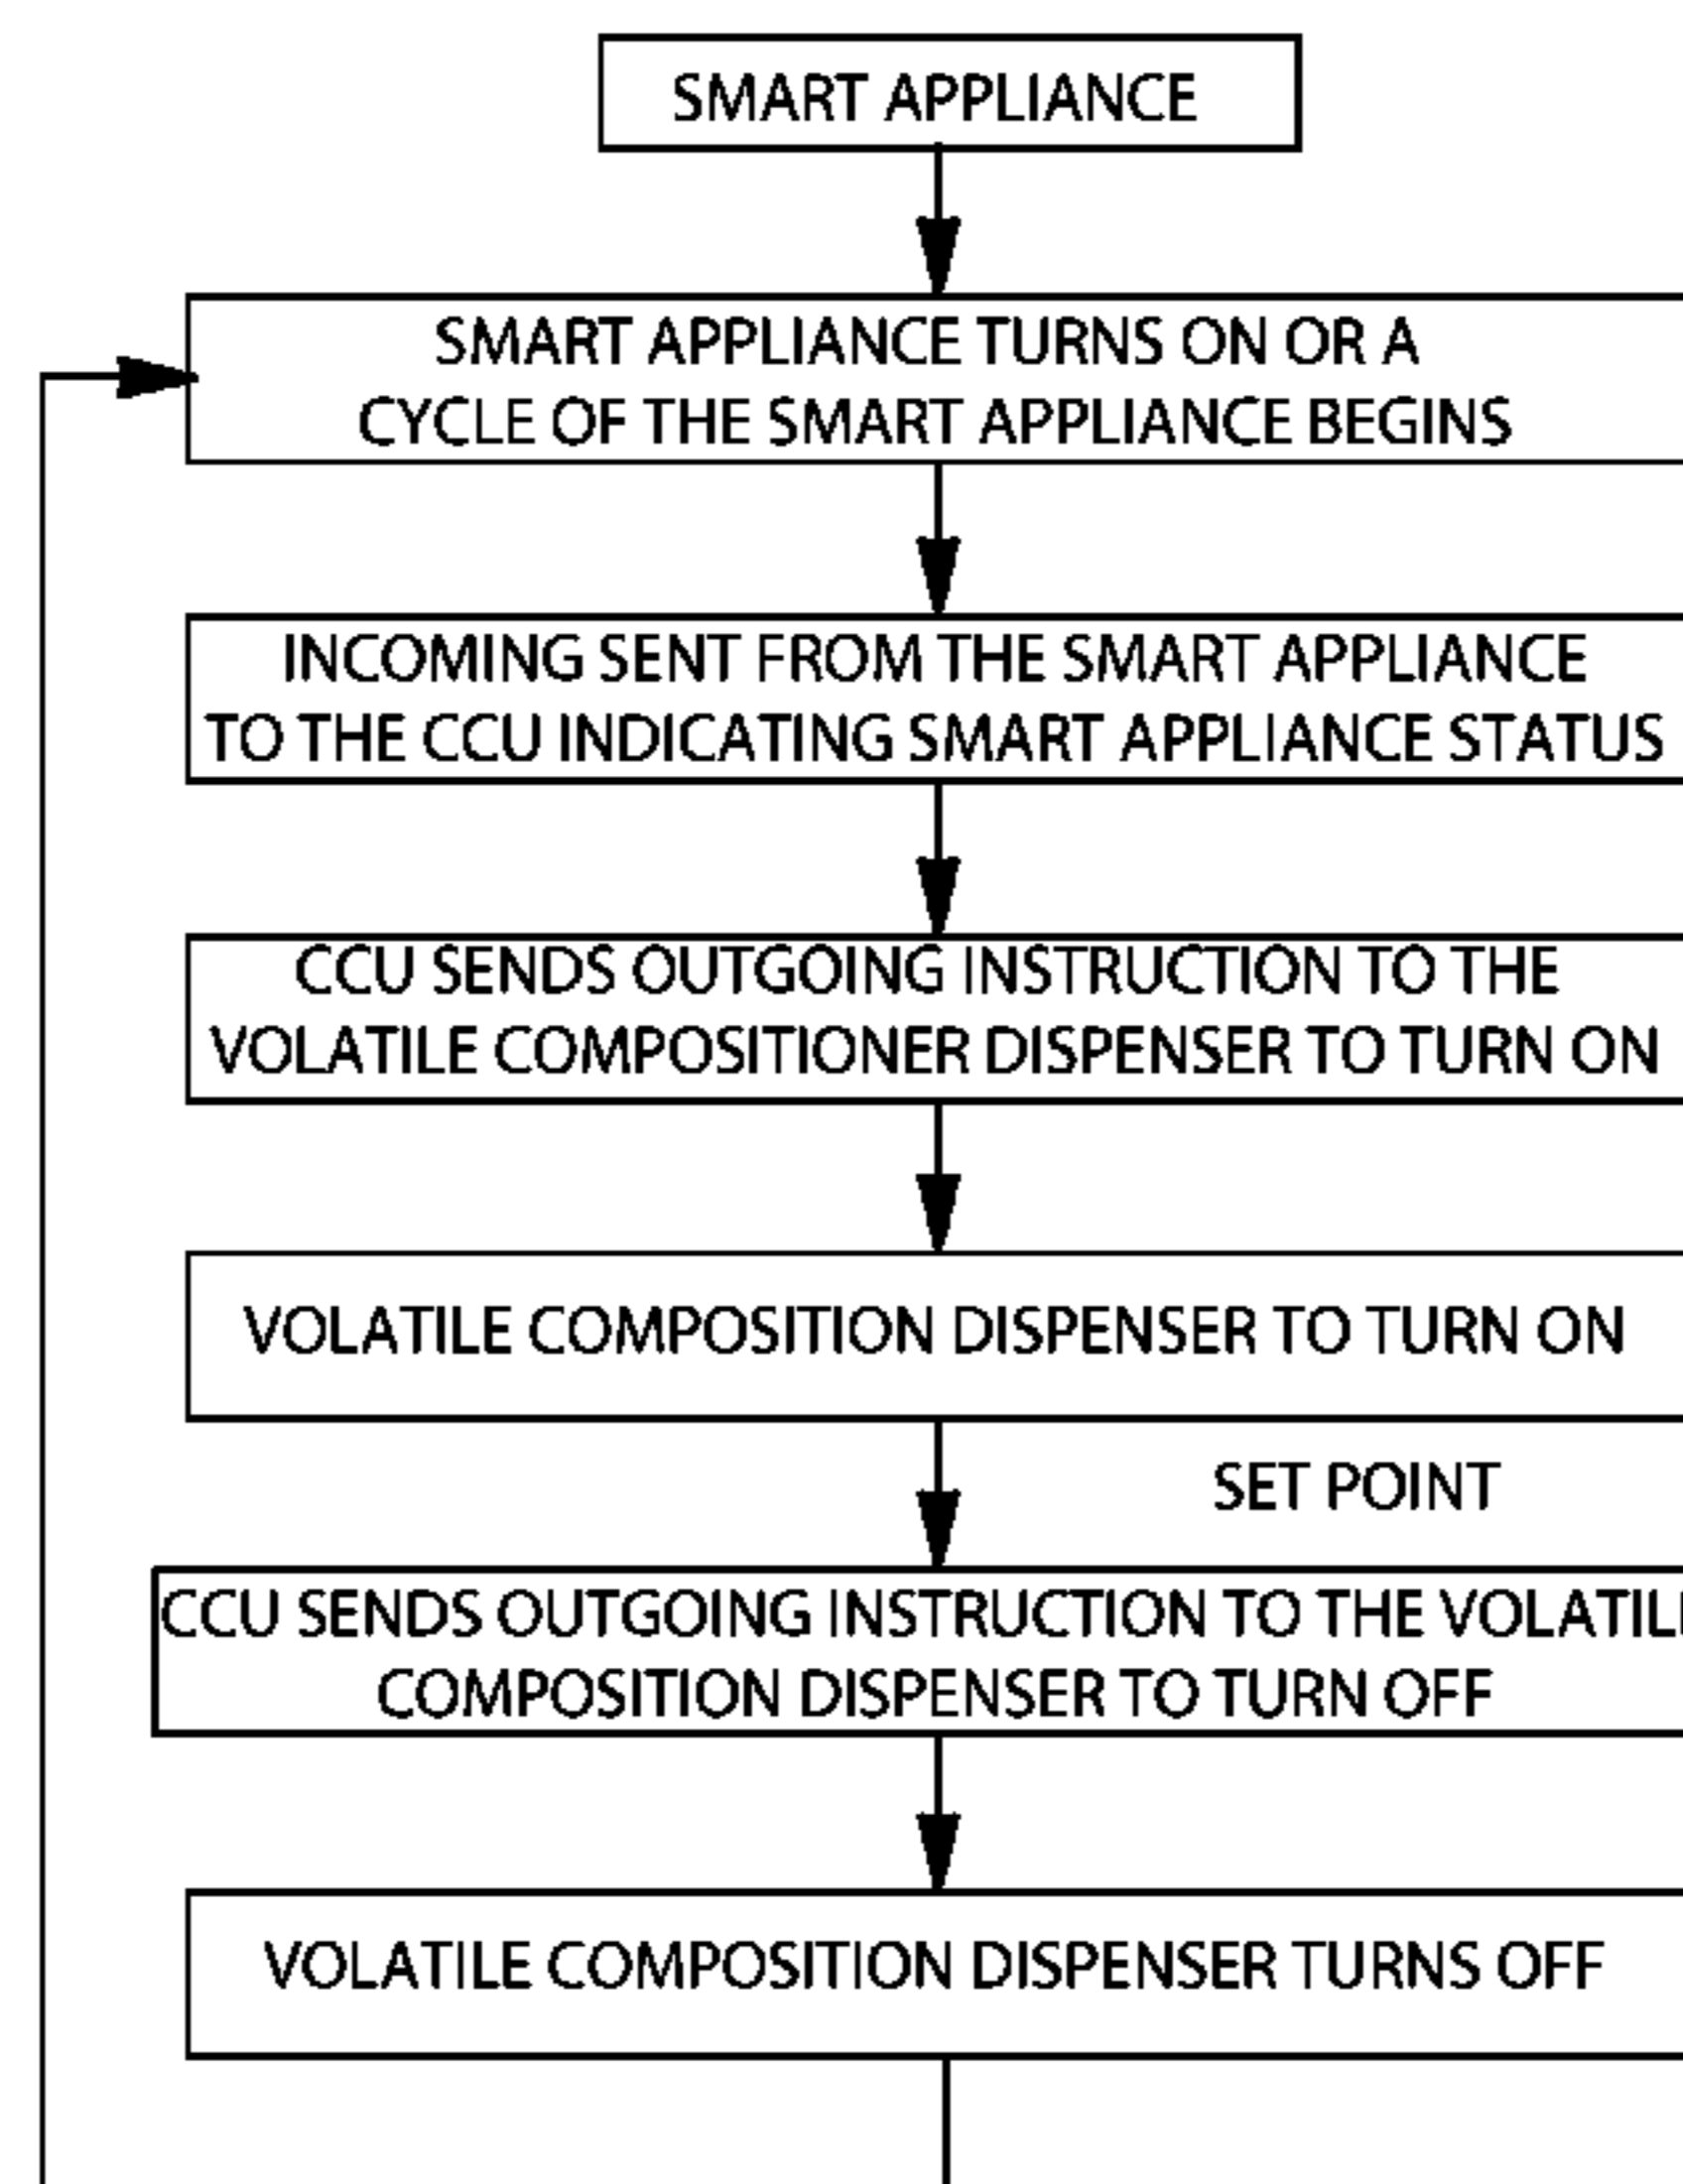 SMART APPLIANCE
SMART APPLIANCE TURNS ON OR A
CYCLE OF THE SMART APPLIANCE BEGINS
INCOMING SENT FROM THE SMART APPLIANCE
TO THE CCU INDICATING SMART APPLIANCE STATUS
CCU SENDS OUTGOING INSTRUCTION TO THE
VOLATILE COMPOSITIONER DISPENSER TO TURN ON
VOLATILE COMPOSITION DISPENSER TO TURN ON
SET POINT
CCU SENDS OUTGOING INSTRUCTION TO THE VOLATILE
COMPOSITION DISPENSER TO TURN OFF
VOLATILE COMPOSITION DISPENSER TURNS OFF